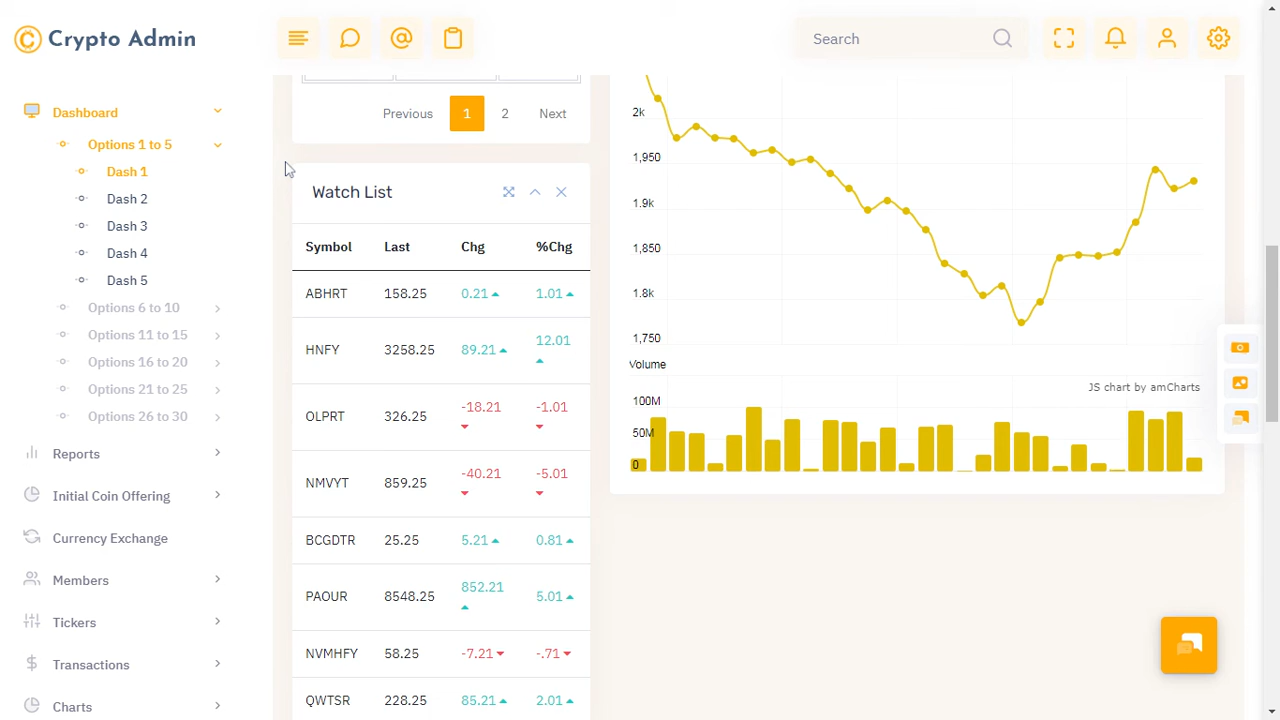 Crypto Admin
Search
Dashboard
Options 1 to 5
Dash 1
Dash 2
Dash 3
Dash 4
Dash 5
Options 6 to 10
Options 11 to 15
Options 16 to 20
Options 21 to 25
Options 26 to 30
Reports
Initial Coin Offering
Currency Exchange
Members
Tickers
Transactions
Charts
Previous 1 2 Next
Watch List
Symbol Last Chg %Chg
ABHRT 158.25 0.21 1.01
HNFY 3258.25 89.21 12.01
OLPRT 326.25 -18.21 -1.01
NMVYT 859.25 -40.21 -5.01
BCGDTR 25.25 5.21 0.81
PAOUR 8548.25 852.21 5.01
NVMHFY 58.25 -7.21 -.71
QWTSR 228.25 85.21 2.01
2k
1,950
1.9k
1,850
1.8k
1,750
Volume
JS chart by amCharts
100M
50M
0